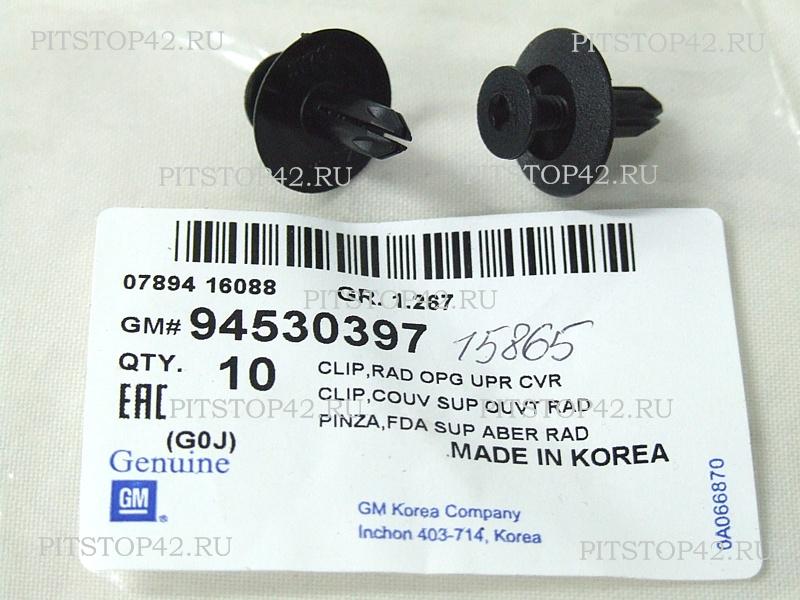 PITSTOP42.RU PITSTOP42.RU
PITSTOP42.RU PITSTOP42.RU
07894 16088
GR. 1.267
PITSTOP42.RU
GM# 94530397
15865
QTY. 10
CLIP,RAD OPG UPR CVR
CLIP,COUV SUP OUVT RAD
PINZA,FDA SUP ABER RAD
EAC
PITSTOP42.RU PITSTOP42.RU
(G0J)
MADE IN KOREA
Genuine
GM
GM Korea Company
Inchon 403-714, Korea
0A066870
PITSTOP42.RU PITSTOP42.RU